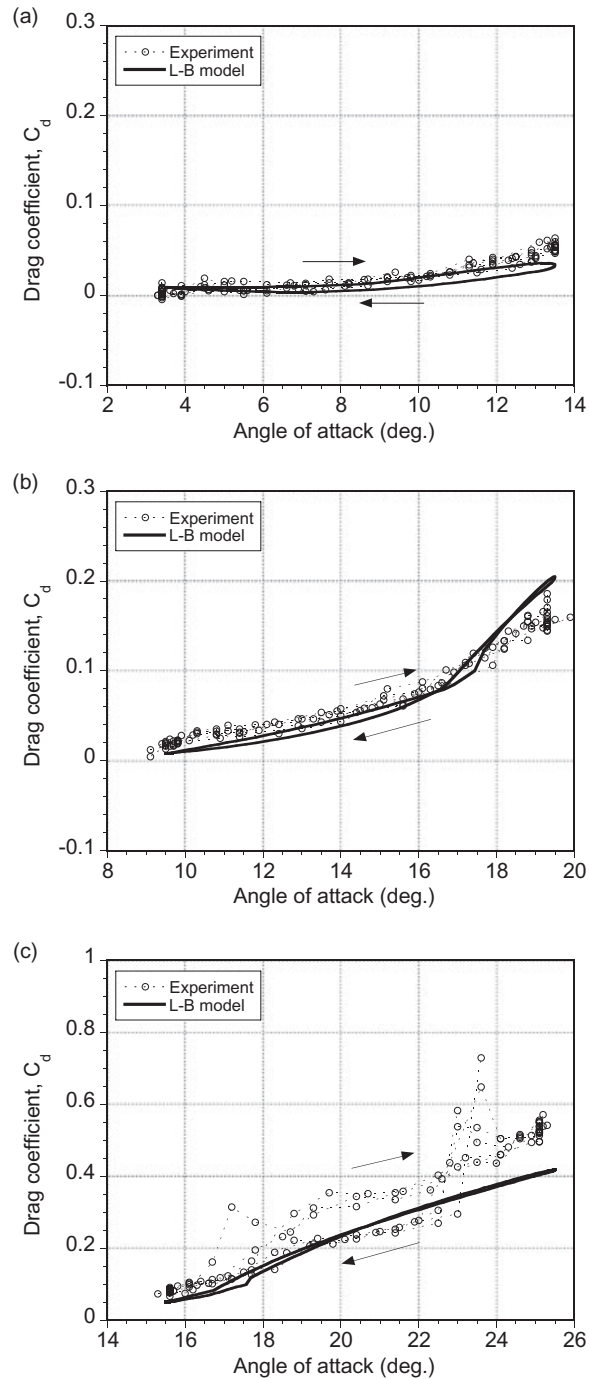 (a)
0.3
Experiment
L-B model
0.2
0.1
0
-0.1
Drag coefficient, C_d
2 4 6 8 10 12 14
Angle of attack (deg.)
(b)
0.3
Experiment
L-B model
0.2
0.1
0
-0.1
Drag coefficient, C_d
8 10 12 14 16 18 20
Angle of attack (deg.)
(c)
1
Experiment
L-B model
0.8
0.6
0.4
0.2
0
Drag coefficient, C_d
14 16 18 20 22 24 26
Angle of attack (deg.)